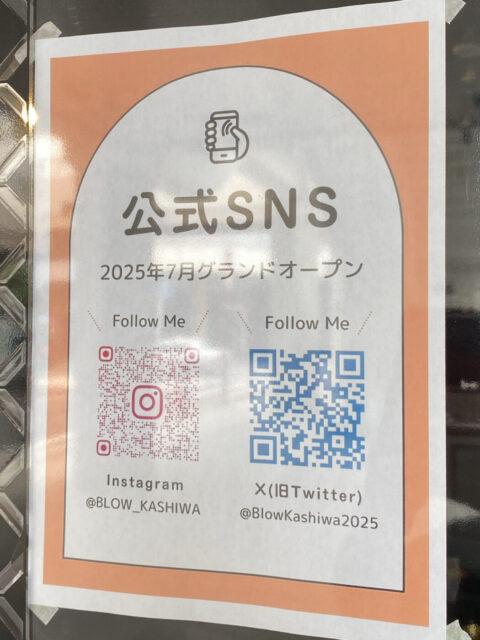 公式SNS
2025年7月グランドオープン
Follow Me
Follow Me
Instagram
@BLOW_KASHIWA
X(旧Twitter)
@BlowKashiwa2025